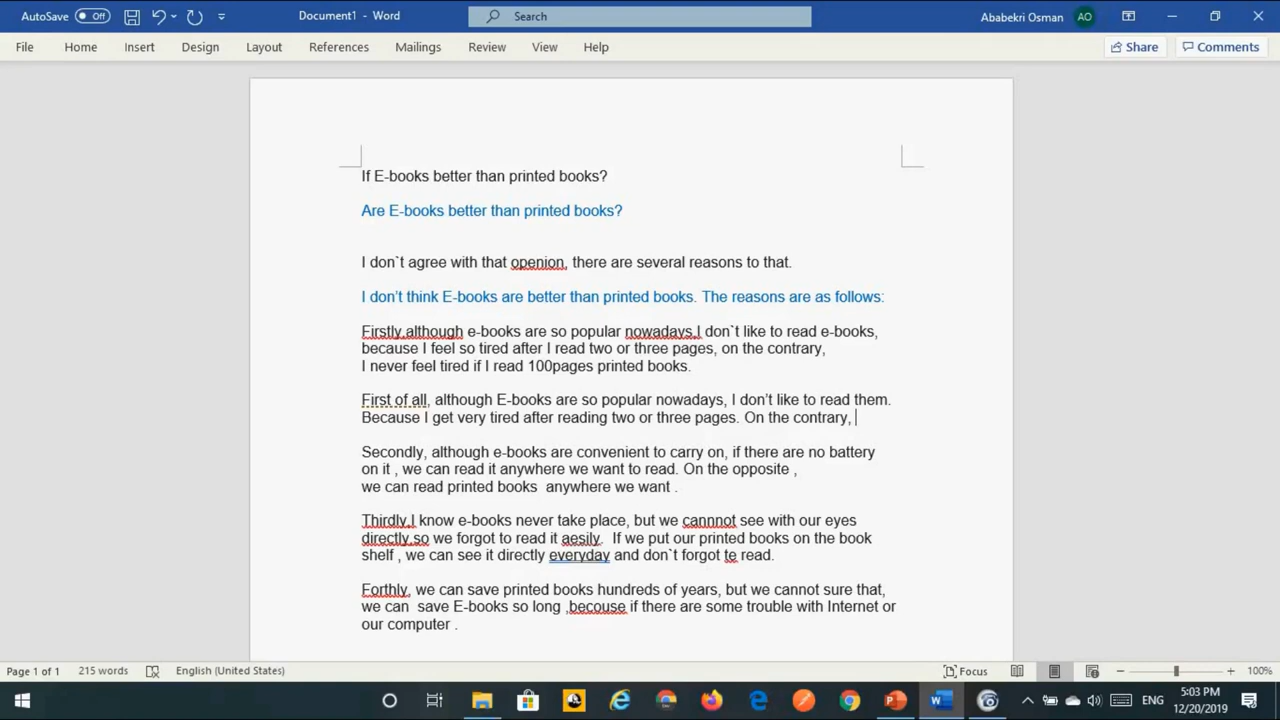 AutoSave Off Document1 - Word Search Ababekri Osman AO
File Home Insert Design Layout References Mailings Review View Help Share Comments
If E-books better than printed books?
Are E-books better than printed books?
I don`t agree with that openion, there are several reasons to that.
I don't think E-books are better than printed books. The reasons are as follows:
Firstly,although e-books are so popular nowadays,I don`t like to read e-books,
because I feel so tired after I read two or three pages, on the contrary,
I never feel tired if I read 100pages printed books.
First of all, although E-books are so popular nowadays, I don't like to read them.
Because I get very tired after reading two or three pages. On the contrary,
Secondly, although e-books are convenient to carry on, if there are no battery
on it , we can read it anywhere we want to read. On the opposite ,
we can read printed books  anywhere we want .
Thirdly,I know e-books never take place, but we cannnot see with our eyes
directly,so we forgot to read it aesily.  If we put our printed books on the book
shelf , we can see it directly everyday and don`t forgot te read.
Forthly, we can save printed books hundreds of years, but we cannot sure that,
we can  save E-books so long ,becouse if there are some trouble with Internet or
our computer .
Page 1 of 1 215 words English (United States) Focus 100%
ENG 5:03 PM
12/20/2019